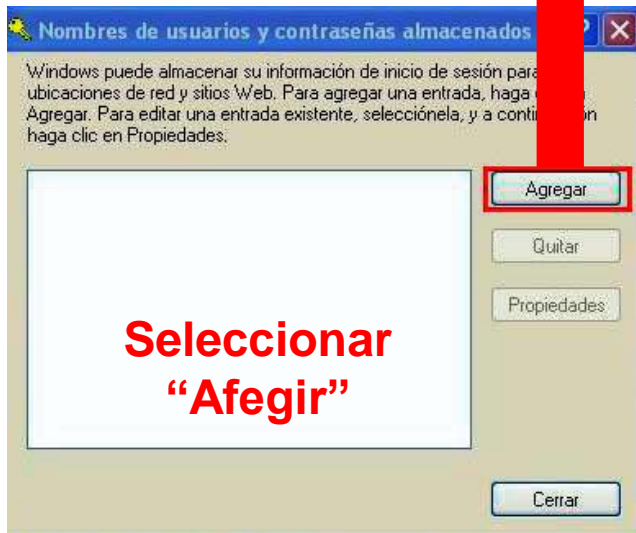 Nombres de usuarios y contraseñas almacenados ?
Windows puede almacenar su información de inicio de sesión para
ubicaciones de red y sitios Web. Para agregar una entrada, haga
Agregar. Para editar una entrada existente, selecciónela, y a
haga clic en Propiedades.
Agregar
Quitar
Propiedades
Seleccionar
“Afegir”
Cerrar